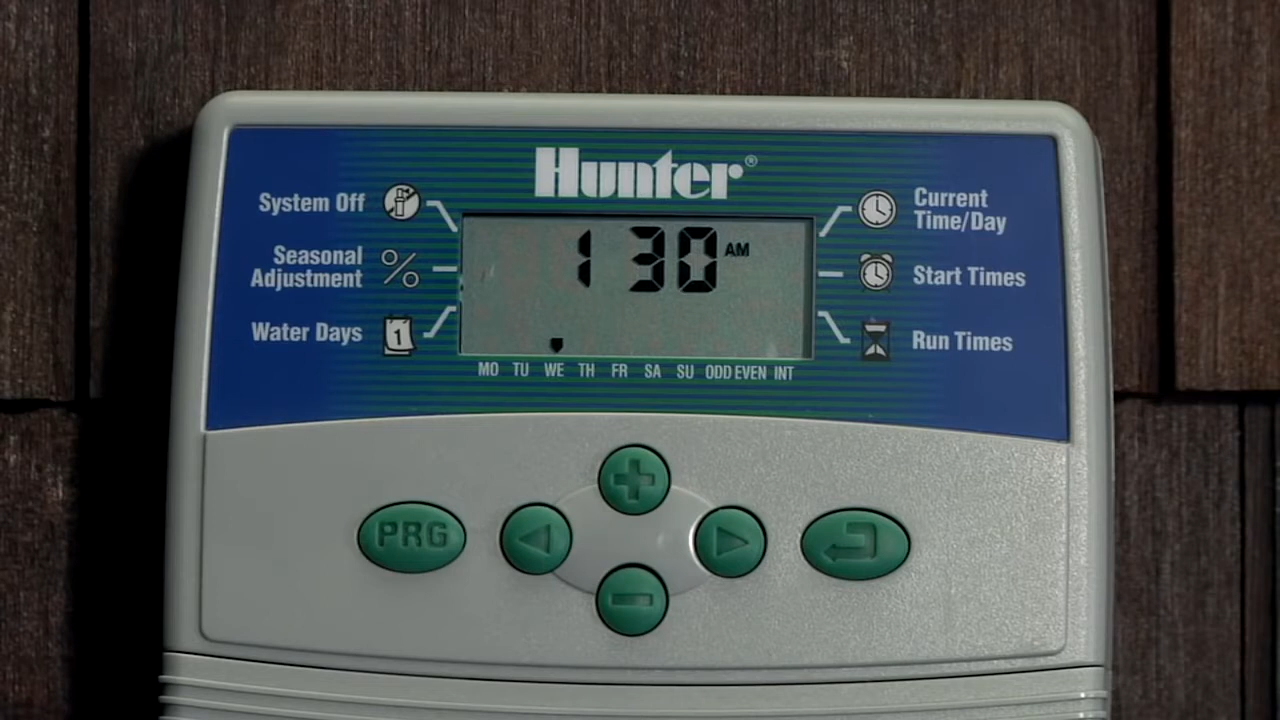 Hunter®
System Off
Seasonal
Adjustment
Water Days
1
1 30 AM
MO TU WE TH FR SA SU ODD EVEN INT
Current
Time/Day
Start Times
Run Times
PRG